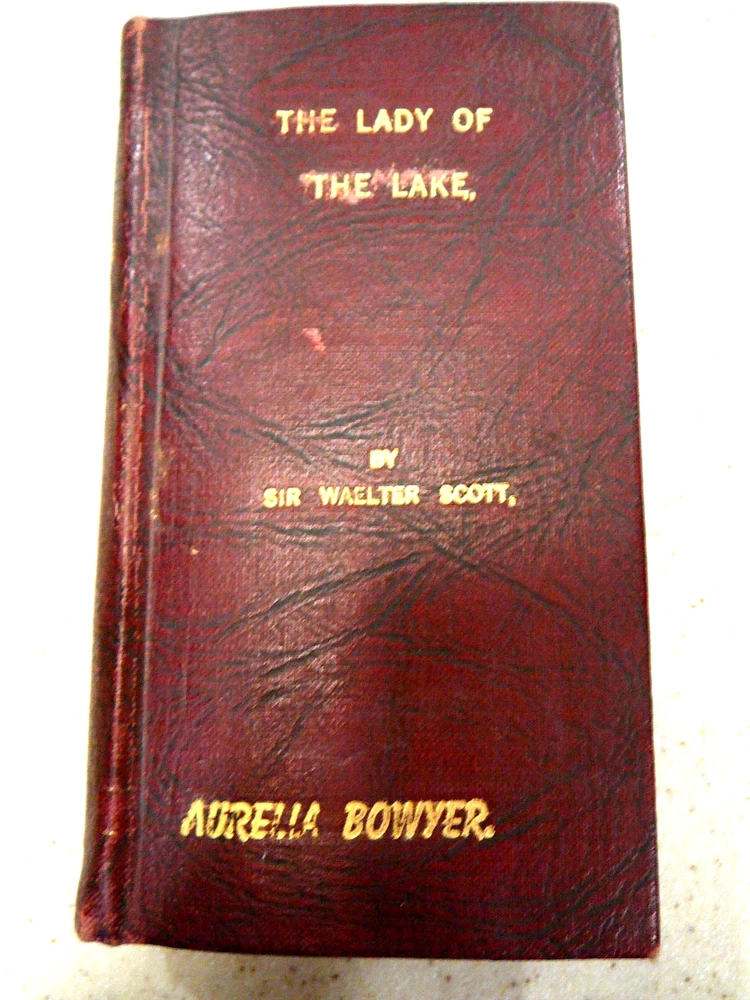 THE LADY OF
THE LAKE,
BY
SIR WAELTER SCOTT,
AURELIA BOWYER.